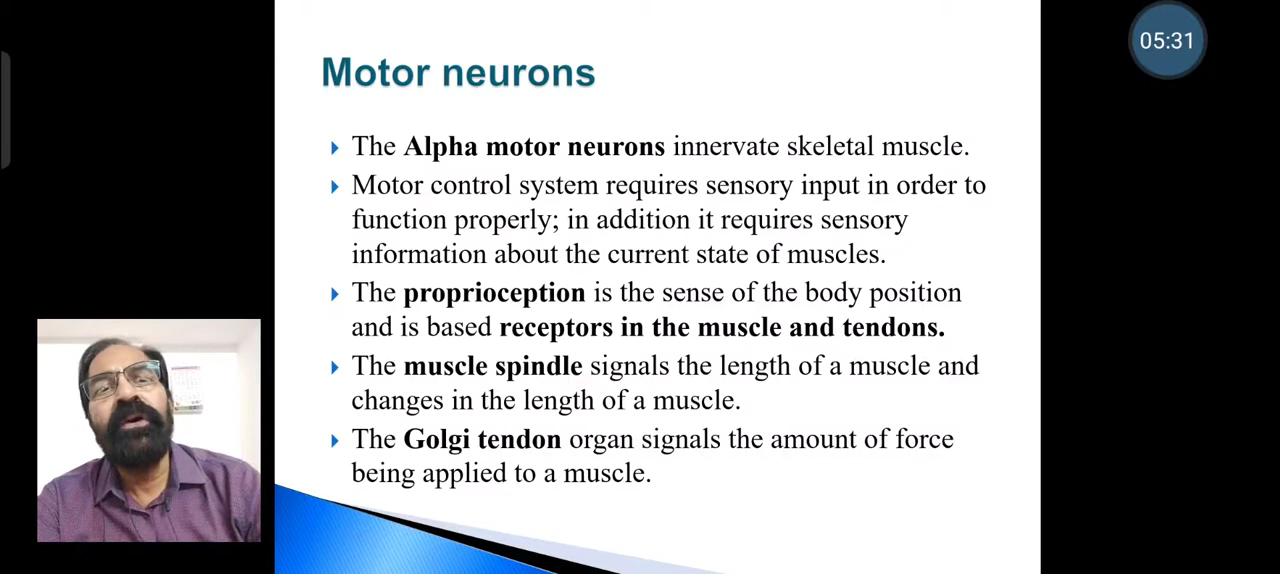 05:31
Motor neurons
The Alpha motor neurons innervate skeletal muscle.
Motor control system requires sensory input in order to
function properly; in addition it requires sensory
information about the current state of muscles.
The proprioception is the sense of the body position
and is based receptors in the muscle and tendons.
The muscle spindle signals the length of a muscle and
changes in the length of a muscle.
The Golgi tendon organ signals the amount of force
being applied to a muscle.